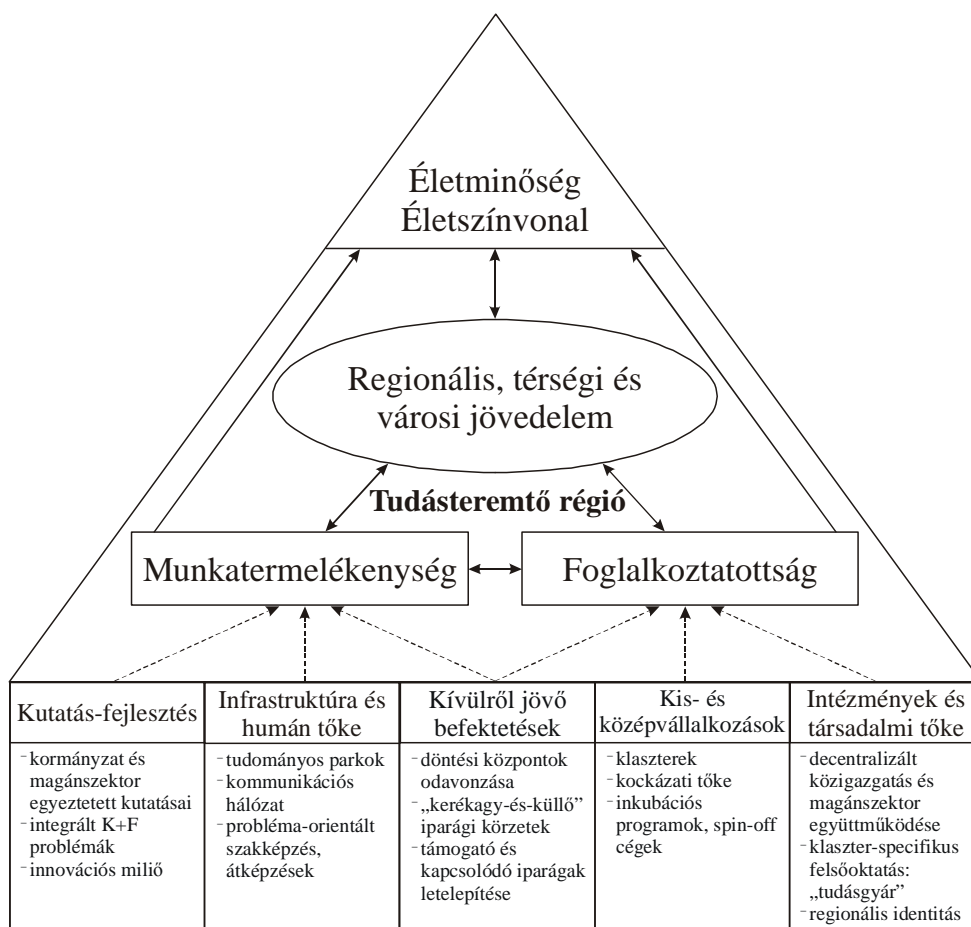 Életminőség
Életszínvonal
Regionális, térségi és
városi jövedelem
Tudásteremtő régió
Munkatermelékenység
Foglalkoztatottság
Kutatás-fejlesztés
- kormányzat és
magánszektor
egyeztetett kutatásai
- integrált K+F
problémák
- innovációs miliő
Infrastruktúra és
humán tőke
- tudományos parkok
- kommunikációs
hálózat
- probléma-orientált
szakképzés,
átképzések
Kívülről jövő
befektetések
- döntési központok
odavonzása
- „kerékagy-és-küllő”
iparági körzetek
- támogató és
kapcsolódó iparágak
letelepítése
Kis- és
középvállalkozások
- klaszterek
- kockázati tőke
- inkubációs
programok, spin-off
cégek
Intézmények és
társadalmi tőke
- decentralizált
közigazgatás és
magánszektor
együttműködése
- klaszter-specifikus
felsőoktatás:
„tudásgyár”
- regionális identitás